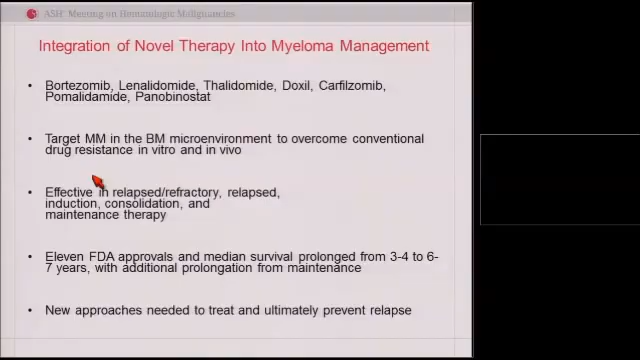 ASH Meeting on Hematologic Malignancies
Integration of Novel Therapy Into Myeloma Management
• Bortezomib, Lenalidomide, Thalidomide, Doxil, Carfilzomib,
Pomalidamide, Panobinostat
• Target MM in the BM microenvironment to overcome conventional
drug resistance in vitro and in vivo
• Effective in relapsed/refractory, relapsed,
induction, consolidation, and
maintenance therapy
• Eleven FDA approvals and median survival prolonged from 3-4 to 6-
7 years, with additional prolongation from maintenance
• New approaches needed to treat and ultimately prevent relapse